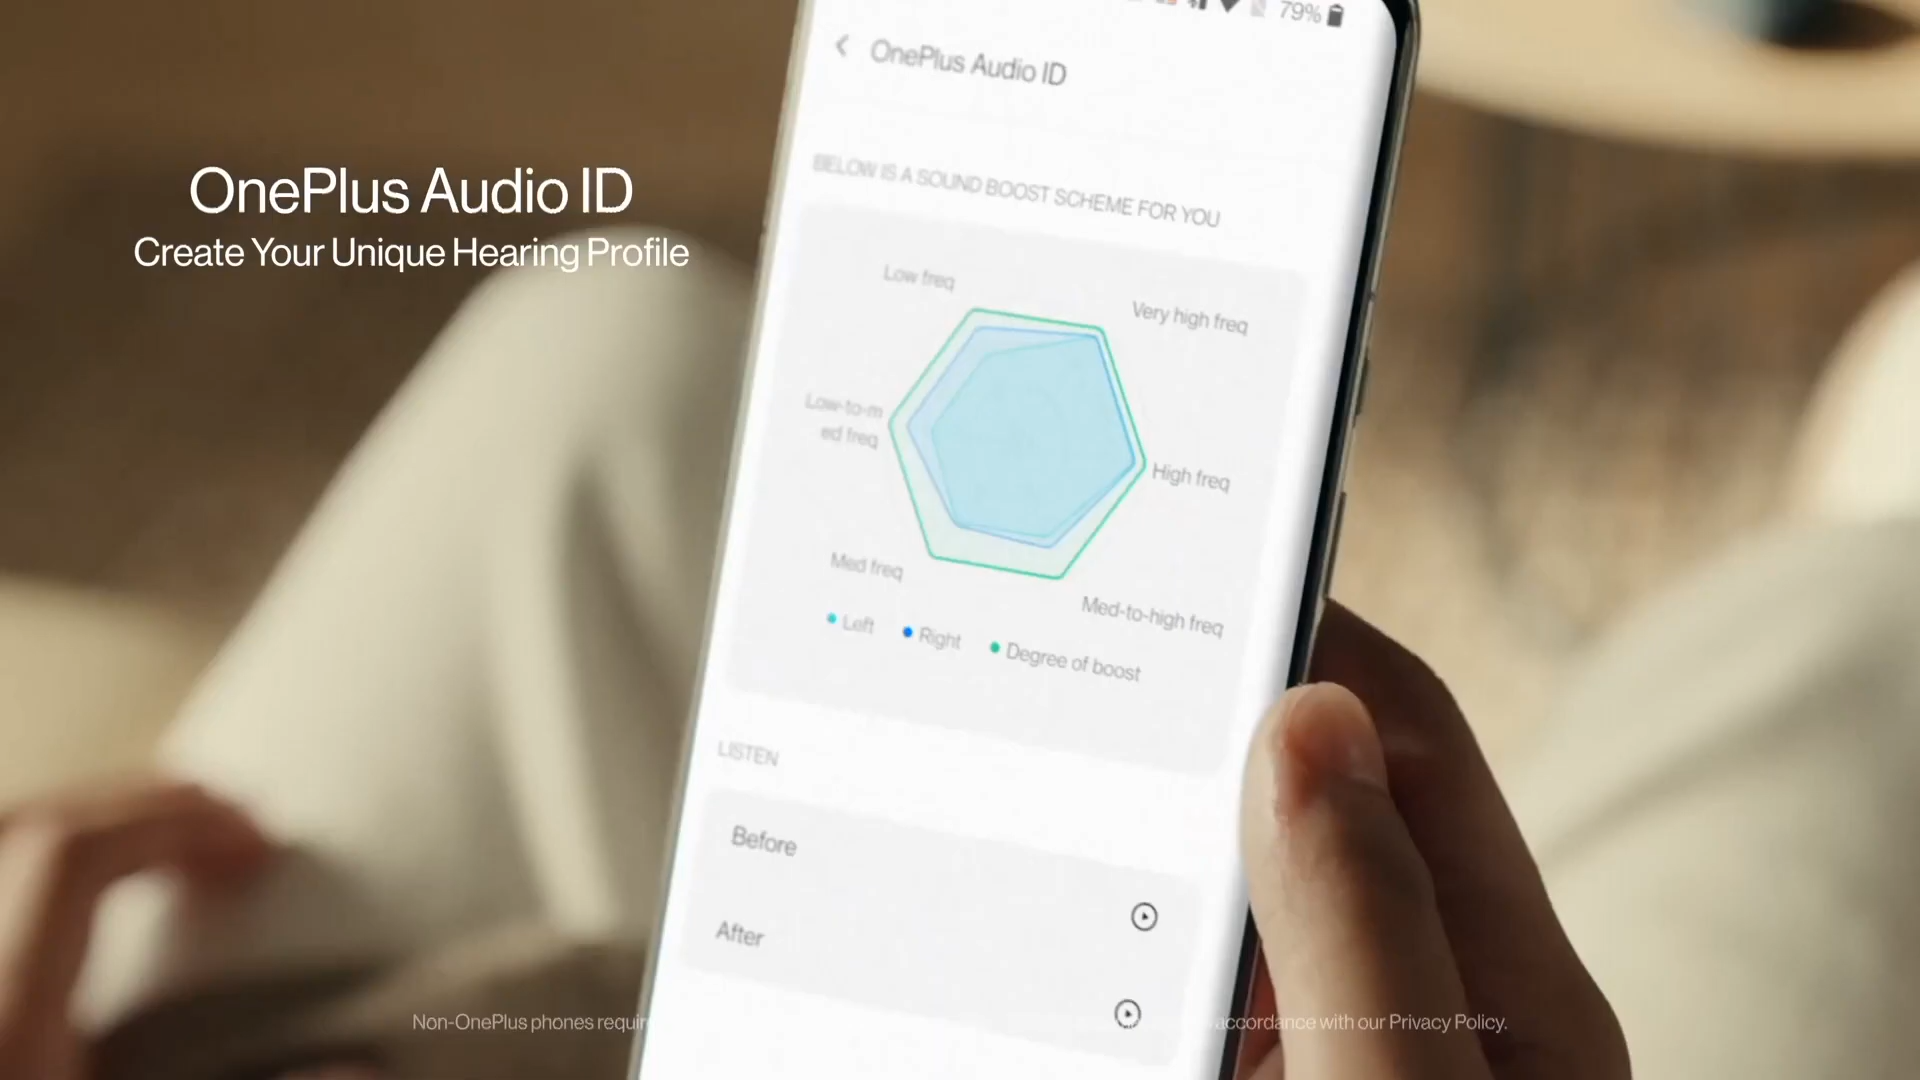 79%
OnePlus Audio ID
BELOW IS A SOUND BOOST SCHEME FOR YOU
OnePlus Audio ID
Create Your Unique Hearing Profile
Low freq
Very high freq
Low-to-m
ed freq
High freq
Med freq
Med-to-high freq
Left
Right
Degree of boost
LISTEN
Before
After
Non-OnePlus phones
accordance with our Privacy Policy.